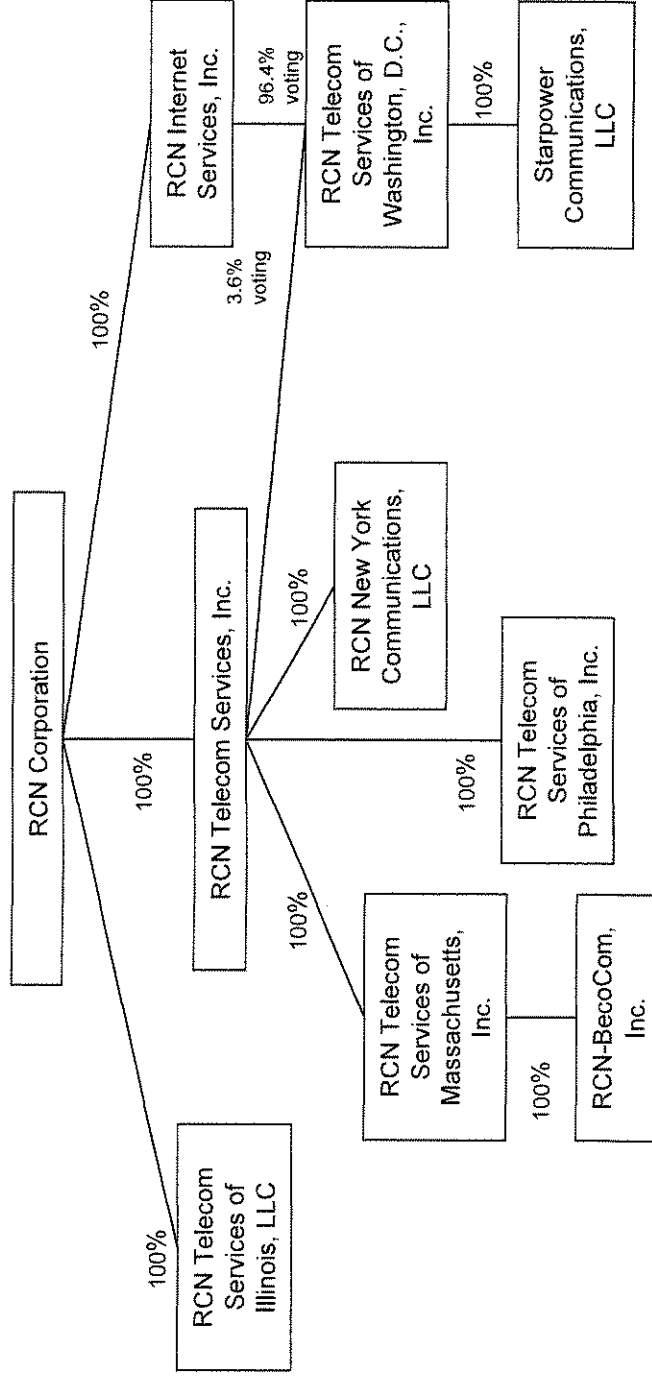 RCN Corporation
100%
100%
100%
RCN Telecom
Services of
Illinois, LLC
RCN Telecom Services, Inc.
RCN Internet
Services, Inc.
100%
100%
100%
3.6%
voting
96.4%
voting
RCN Telecom
Services of
Massachusetts,
Inc.
RCN New York
Communications,
LLC
RCN Telecom
Services of
Washington, D.C.,
Inc.
100%
100%
RCN-BecoCom,
Inc.
RCN Telecom
Services of
Philadelphia, Inc.
Starpower
Communications,
LLC